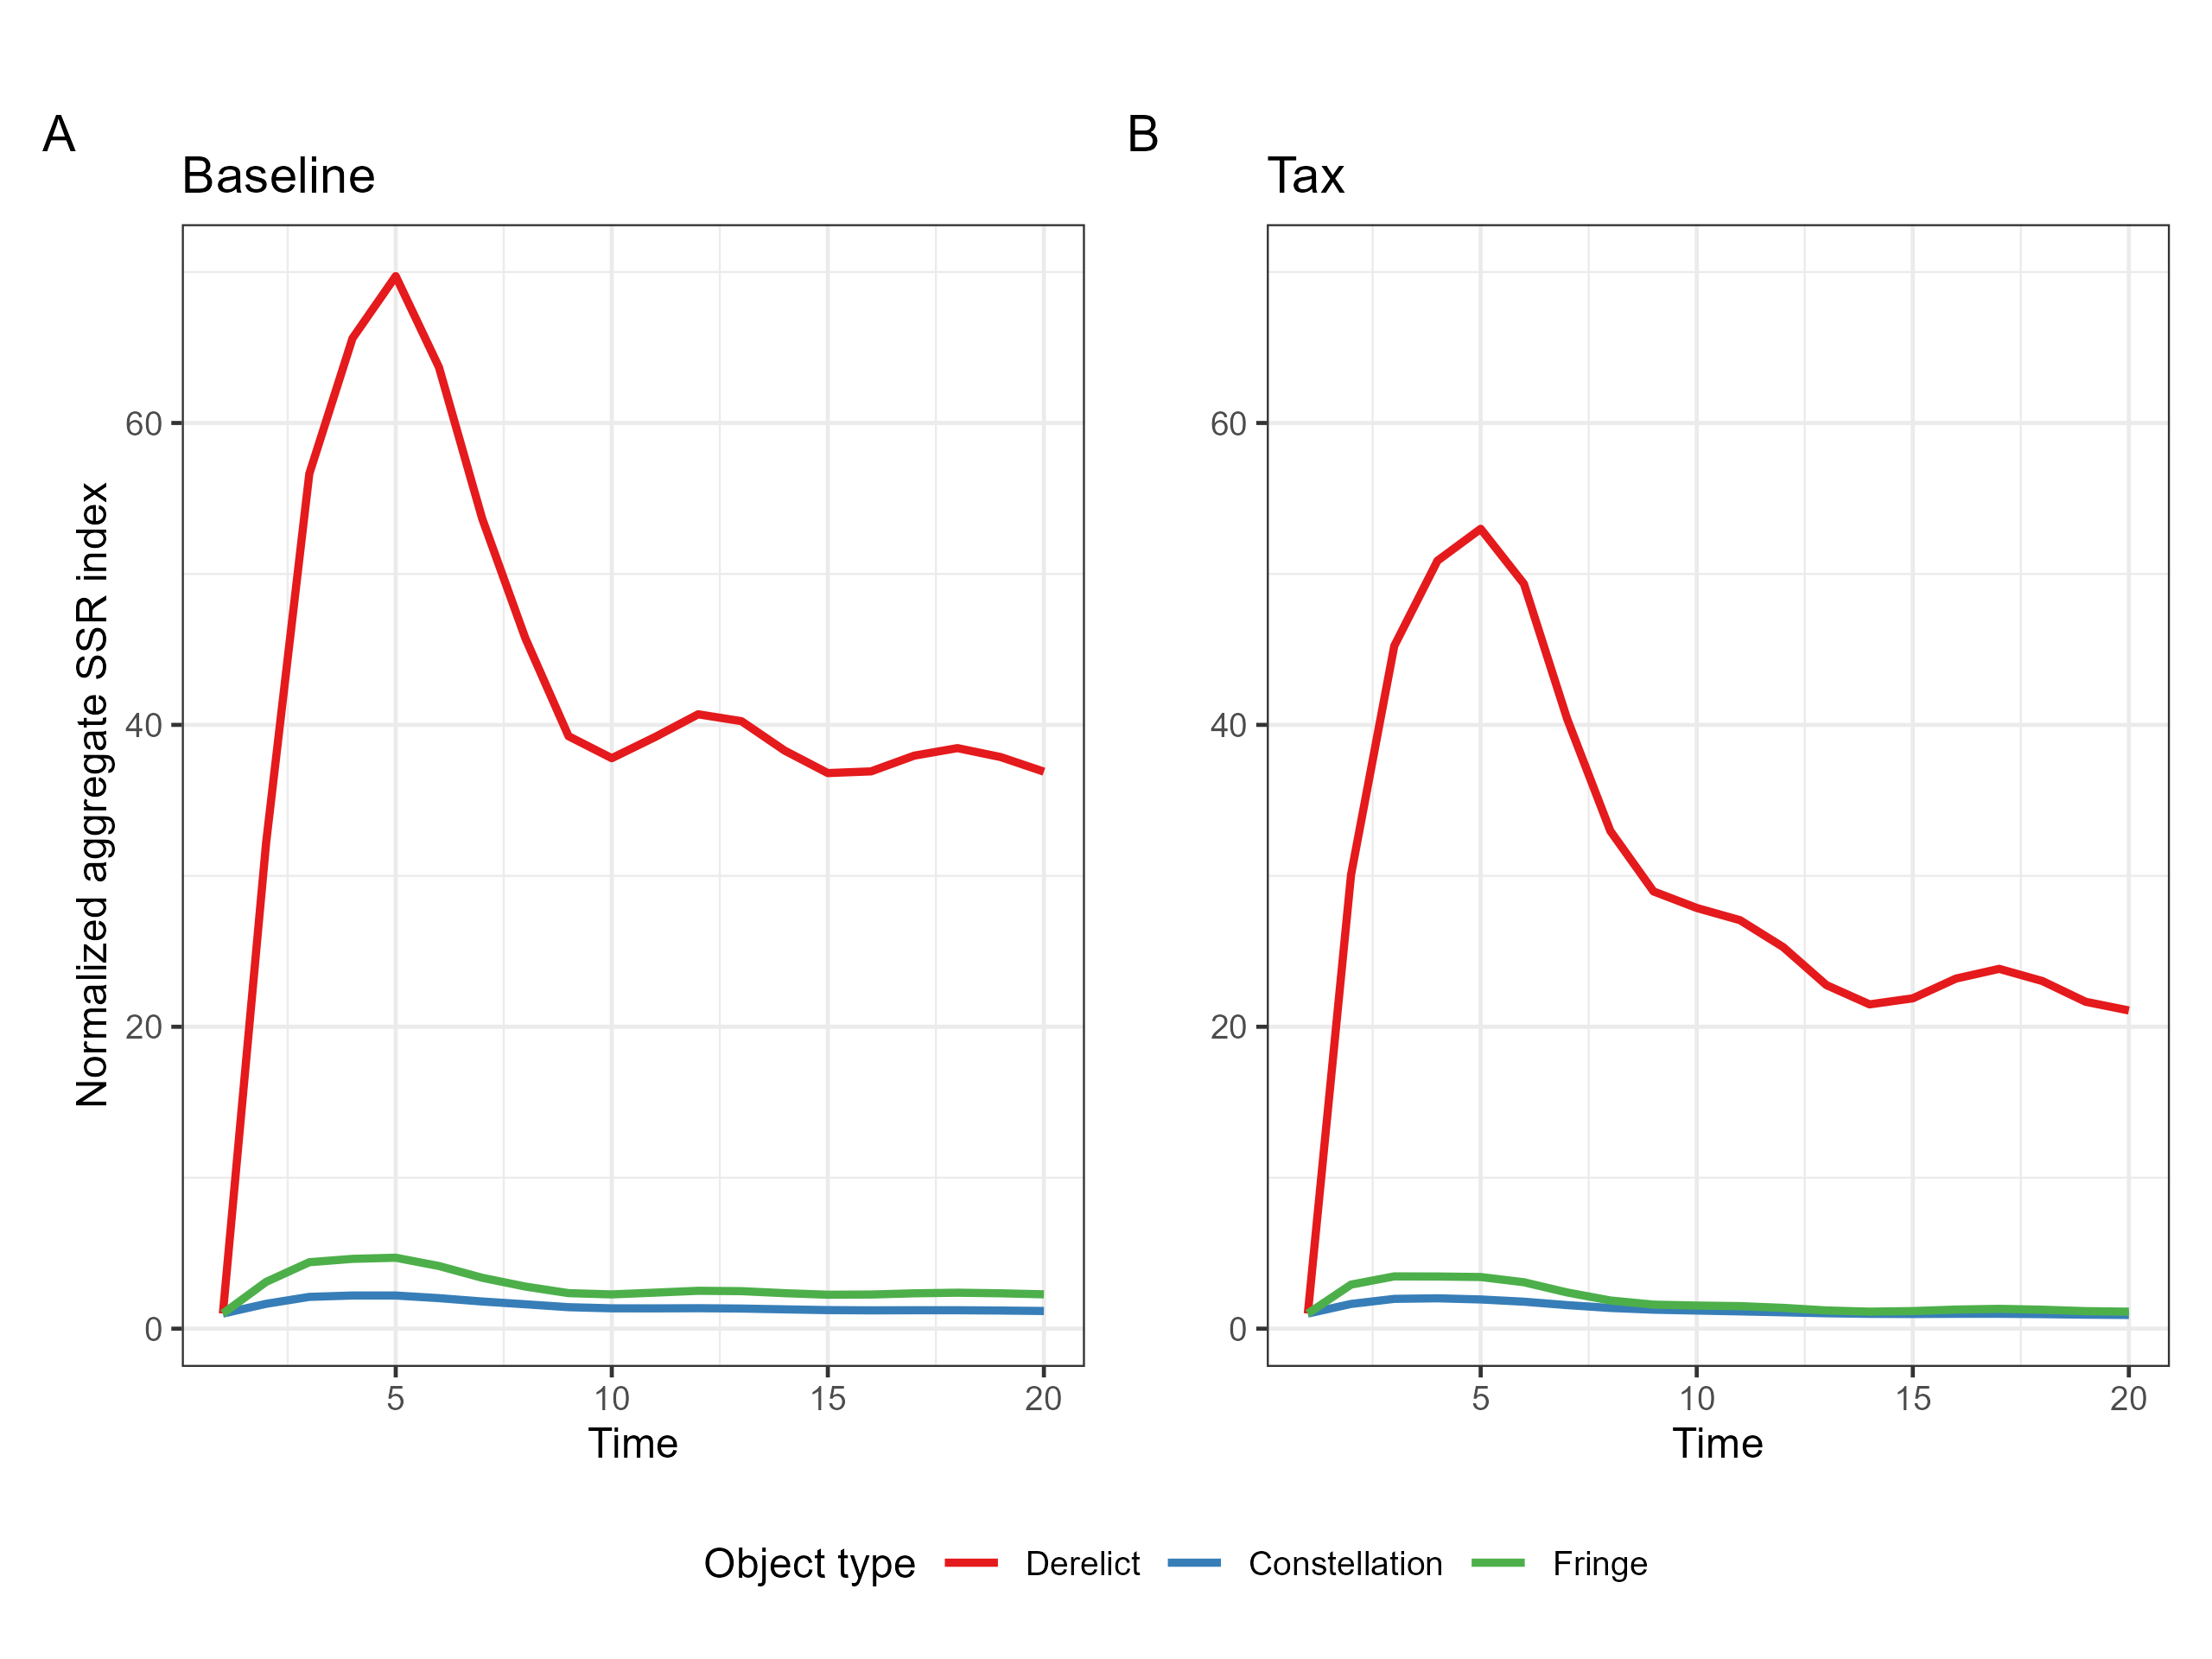 A
Baseline
Normalized aggregate SSR index
60
40
20
0
5 10 15 20
Time
B
Tax
60
40
20
0
5 10 15 20
Time
Object type Derelict Constellation Fringe